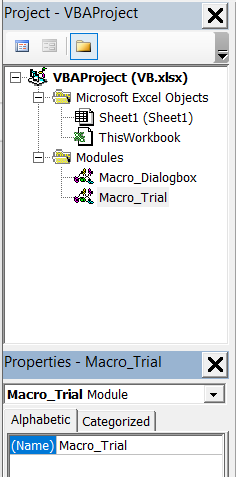 Project - VBAProject
VBAProject (VB.xlsx)
Microsoft Excel Objects
Sheet1 (Sheet1)
ThisWorkbook
Modules
Macro_Dialogbox
Macro_Trial
Properties - Macro_Trial
Macro_Trial Module
Alphabetic Categorized
(Name) Macro_Trial